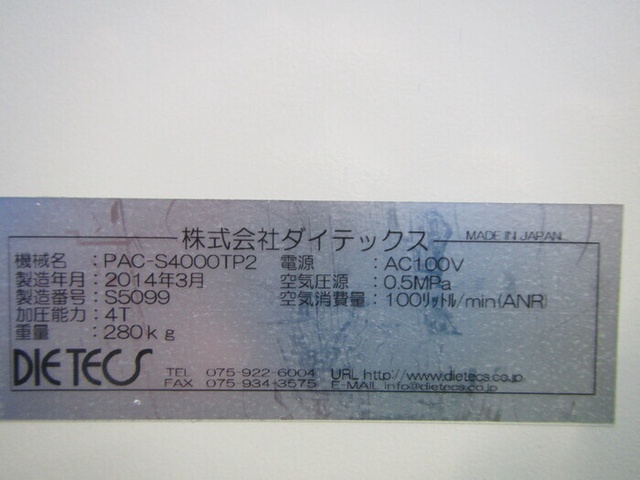 株式会社ダイテックス MADE IN JAPAN
機械名 : PAC-S4000TP2 電源 : AC100V
製造年月 : 2014年3月 空気圧源 : 0.5MPa
製造番号 : S5099 空気消費量 : 100リットル/min(ANR)
加圧能力 : 4T
重量 : 280kg
DIETECS
TEL 075-922-6004 URL http://www.dietecs.co.jp
FAX 075-934-3575 E-MAIL info@dietecs.co.jp